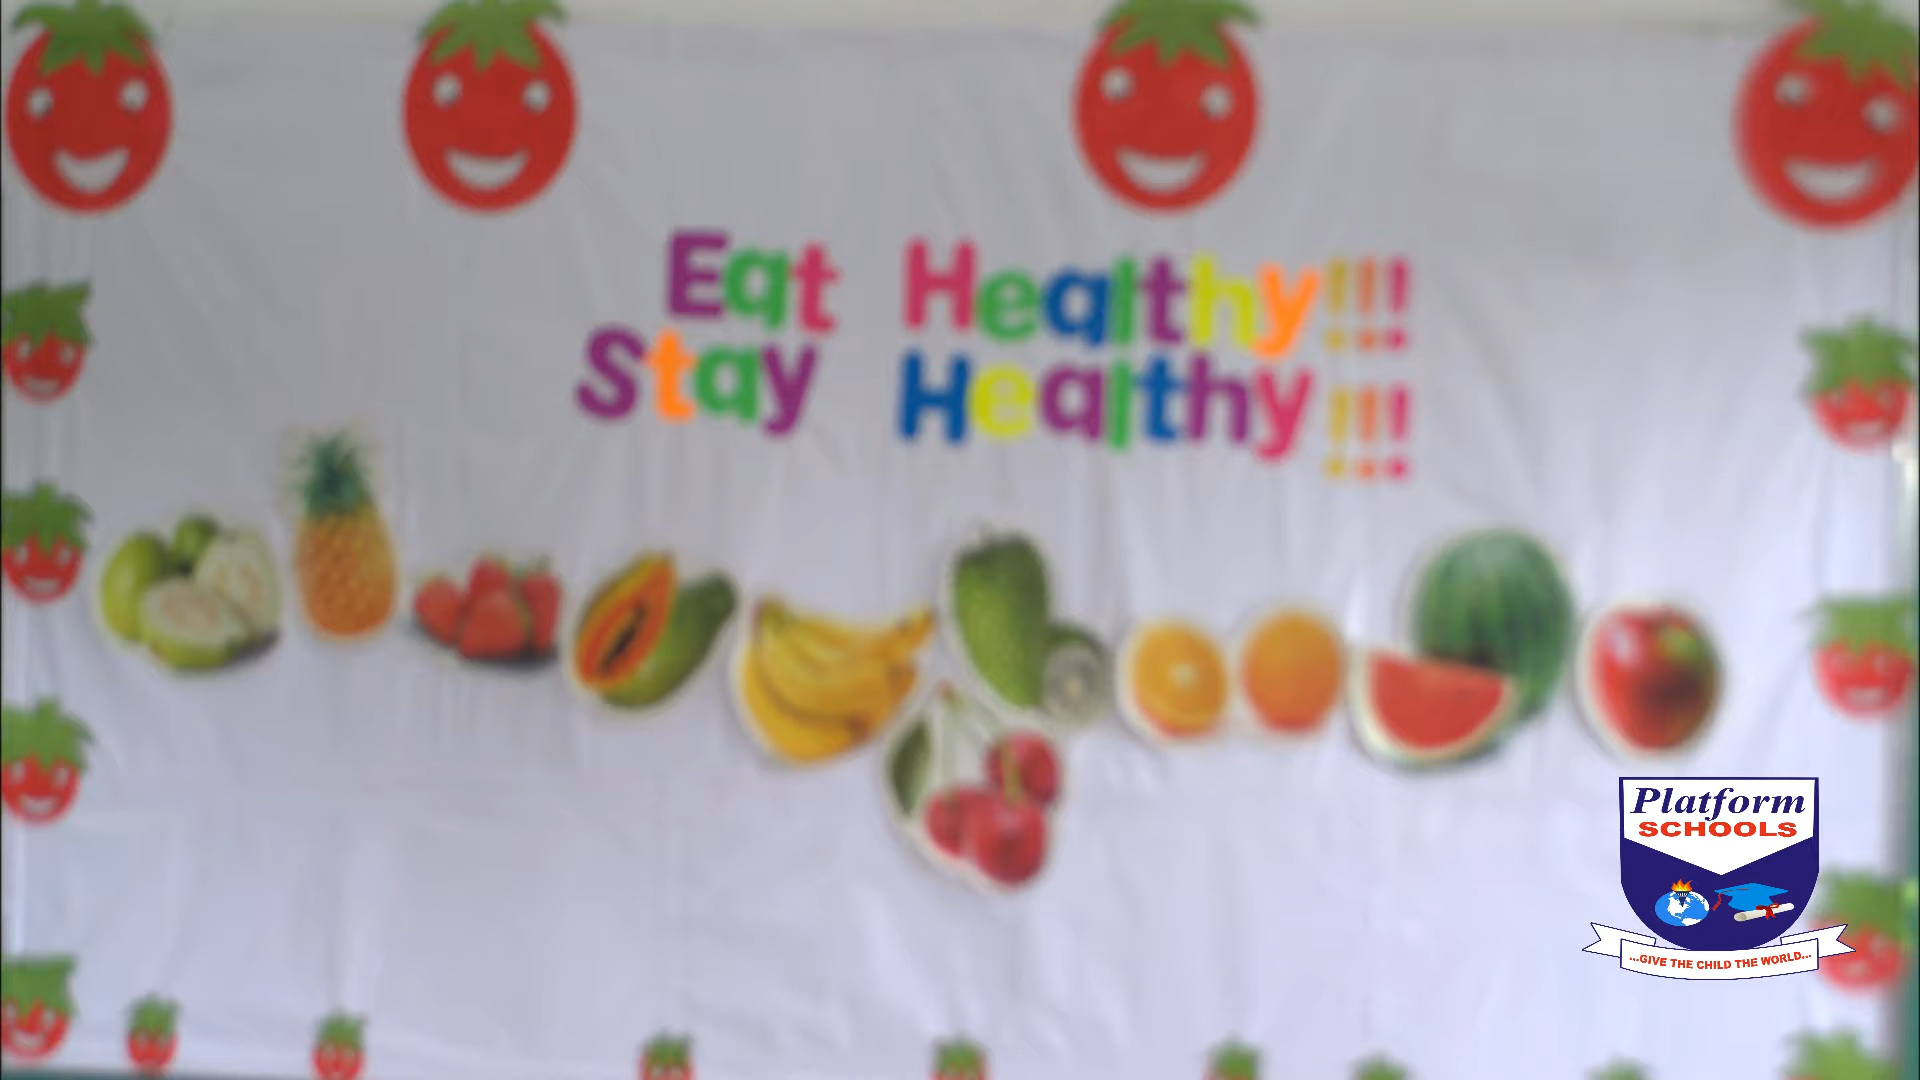 Eat Healthy!!!
Stay Healthy!!!
Platform
SCHOOLS
...GIVE THE CHILD THE WORLD...